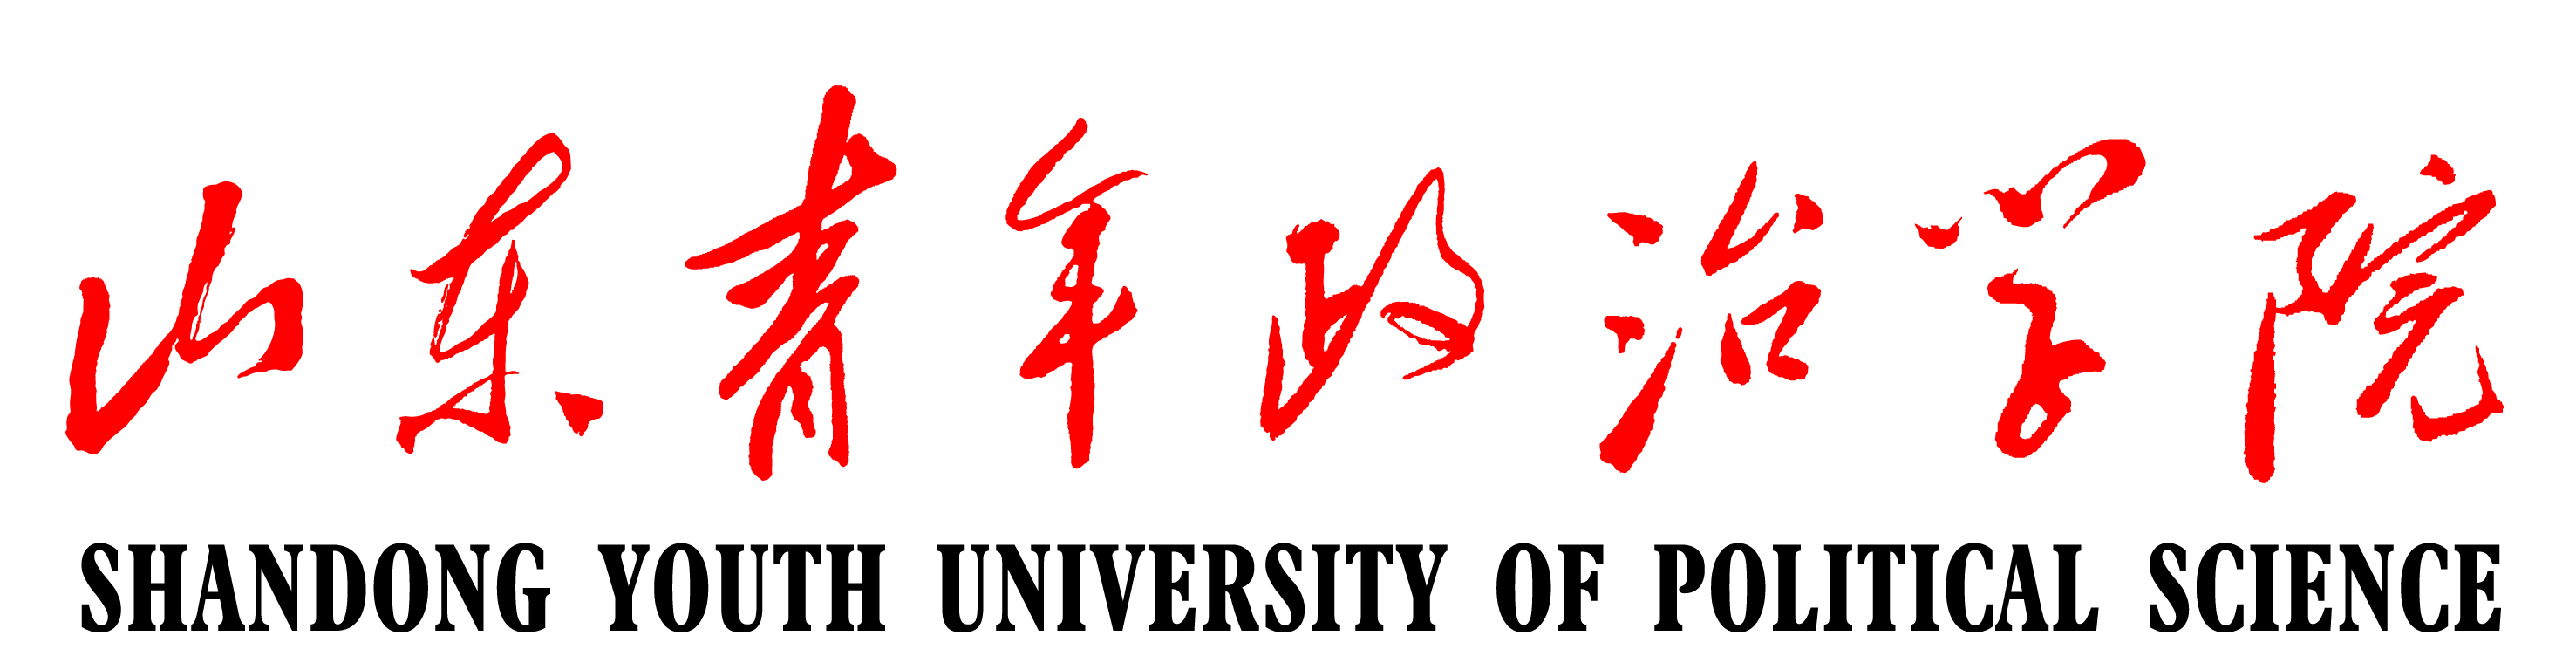 山东青年政治学院
SHANDONG YOUTH UNIVERSITY OF POLITICAL SCIENCE